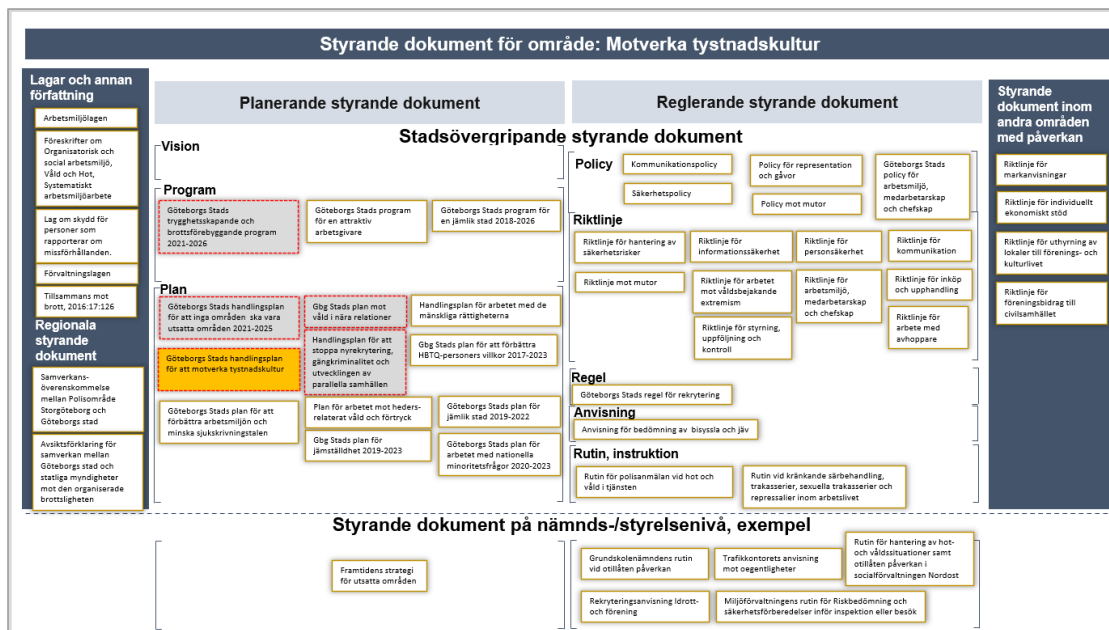 Styrande dokument för område: Motverka tystnadskultur
Lagar och annan
författning
Arbetsmiljölagen
Föreskrifter om
Organisatorisk och
social arbetsmiljö,
Våld och Hot,
Systematiskt
arbetsmiljöarbete
Lag om skydd för
personer som
rapporterar om
missförhållanden.
Förvaltningslagen
Tillsammans mot
brott, 2016:17:126
Regionala
styrande
dokument
Samverkans-
överenskommelse
mellan Polisområde
Storgöteborg och
Göteborgs stad
Avsiktsförklaring för
samverkan mellan
Göteborgs stad och
statliga myndigheter
mot den organiserade
brottsligheten
Planerande styrande dokument
Reglerande styrande dokument
Stadsövergripande styrande dokument
Vision
Program
Göteborgs Stads
trygghetsskapande och
brottsförebyggande program
2021-2026
Göteborgs Stads program
för en attraktiv
arbetsgivare
Göteborgs Stads program för
en jämlik stad 2018-2026
Plan
Göteborgs Stads handlingsplan
för att inga områden ska vara
utsatta områden 2021-2025
Gbg Stads plan mot
våld i nära relationer
Handlingsplan för arbetet med de
mänskliga rättigheterna
Göteborgs Stads handlingsplan
för att motverka tystnadskultur
Handlingsplan för att
stoppa nyrekrytering,
gängkriminalitet och
utvecklingen av
parallella samhällen
Gbg Stads plan för att förbättra
HBTQ-personers villkor 2017-2023
Göteborgs Stads plan för att
förbättra arbetsmiljön och
minska sjukskrivningstalen
Plan för arbetet mot heders-
relaterat våld och förtryck
Göteborgs Stads plan för
jämlik stad 2019-2022
Gbg Stads plan för
jämställdhet 2019-2023
Göteborgs Stads plan för
arbetet med nationella
minoritetsfrågor 2020-2023
Policy
Kommunikationspolicy
Policy för representation
och gåvor
Göteborgs Stads
policy för
arbetsmiljö,
medarbetarskap
och chefskap
Säkerhetspolicy
Policy mot mutor
Riktlinje
Riktlinje för hantering av
säkerhetsrisker
Riktlinje för
informationssäkerhet
Riktlinje för
personsäkerhet
Riktlinje för
kommunikation
Riktlinje mot mutor
Riktlinje för arbetet
mot våldsbejakande
extremism
Riktlinje för
arbetsmiljö,
medarbetarskap
och chefskap
Riktlinje för inköp
och upphandling
Riktlinje för styrning,
uppföljning och
kontroll
Riktlinje för
arbete med
avhoppare
Regel
Göteborgs Stads regel för rekrytering
Anvisning
Anvisning för bedömning av bisyssla och jäv
Rutin, instruktion
Rutin för polisanmälan vid hot och
våld i tjänsten
Rutin vid kränkande särbehandling,
trakasserier, sexuella trakasserier och
repressalier inom arbetslivet
Styrande
dokument inom
andra områden
med påverkan
Riktlinje för
markanvisningar
Riktlinje för individuellt
ekonomiskt stöd
Riktlinje för uthyrning av
lokaler till förenings- och
kulturlivet
Riktlinje för
föreningsbidrag till
civilsamhället
Styrande dokument på nämnds-/styrelsenivå, exempel
Framtidens strategi
för utsatta områden
Grundskolenämndens rutin
vid otillåten påverkan
Trafikkontorets anvisning
mot oegentligheter
Rutin för hantering av hot-
och våldssituationer samt
otillåten påverkan i
socialförvaltningen Nordost
Rekryteringsanvisning Idrott-
och förening
Miljöförvaltningens rutin för Riskbedömning och
säkerhetsförberedelser inför inspektion eller besök